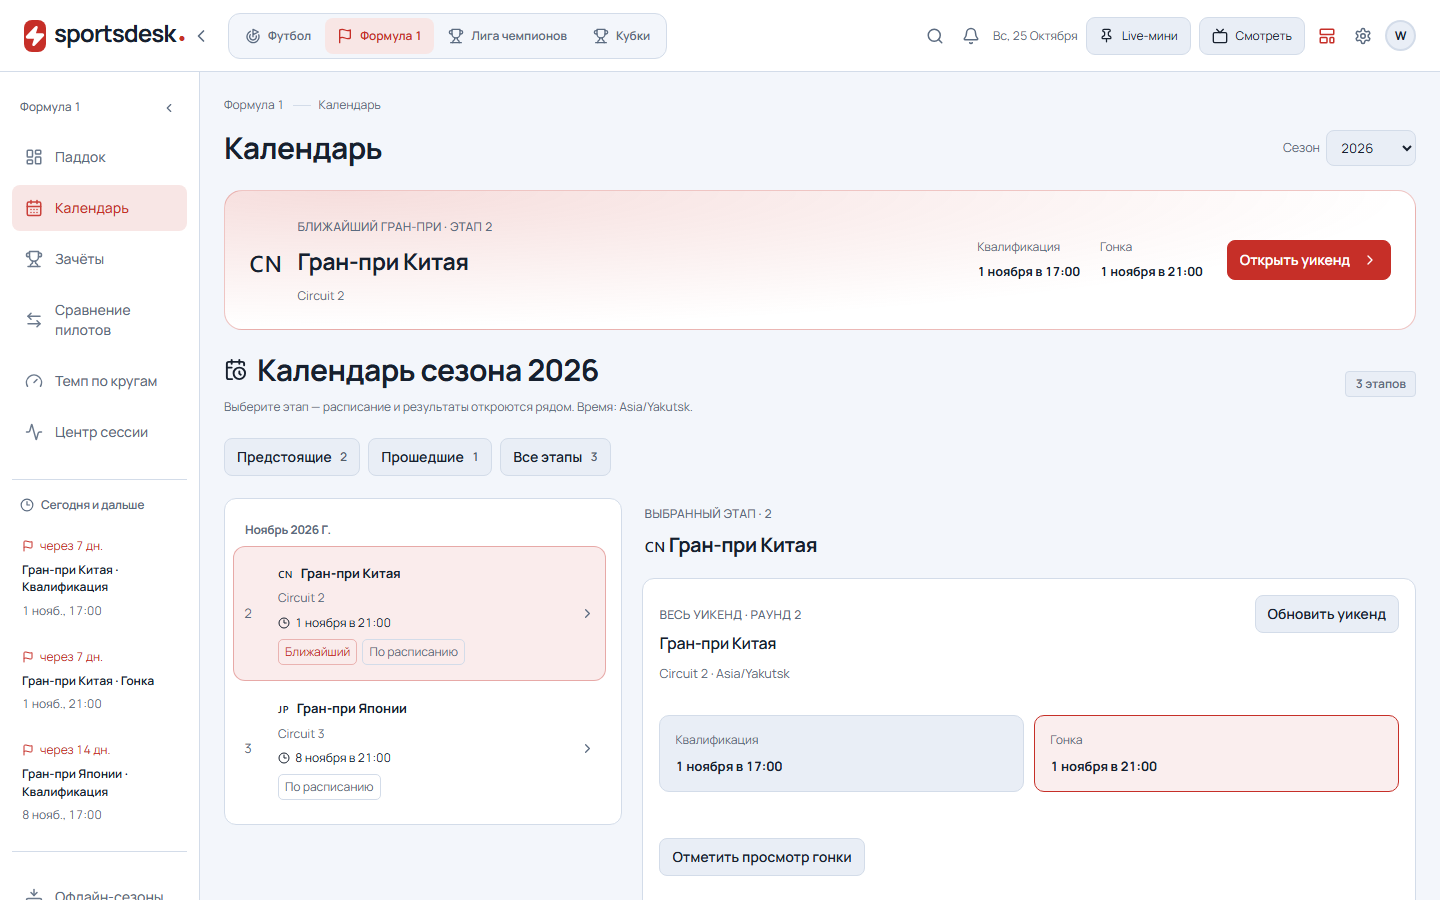 sportsdesk.
Футбол
Формула 1
Лига чемпионов
Кубки
Вс, 25 Октября
Live-мини
Смотреть
W
Формула 1
Паддок
Календарь
Зачёты
Сравнение
пилотов
Темп по кругам
Центр сессии
Сегодня и дальше
через 7 дн.
Гран-при Китая ·
Квалификация
1 нояб., 17:00
через 7 дн.
Гран-при Китая · Гонка
1 нояб., 21:00
через 14 дн.
Гран-при Японии ·
Квалификация
8 нояб., 17:00
Офлайн-сезоны
Формула 1 — Календарь
Календарь
Сезон
2026
БЛИЖАЙШИЙ ГРАН-ПРИ · ЭТАП 2
CN
Гран-при Китая
Circuit 2
Квалификация
1 ноября в 17:00
Гонка
1 ноября в 21:00
Открыть уикенд
Календарь сезона 2026
Выберите этап — расписание и результаты откроются рядом. Время: Asia/Yakutsk.
3 этапов
Предстоящие 2
Прошедшие 1
Все этапы 3
Ноябрь 2026 Г.
2
CN Гран-при Китая
Circuit 2
1 ноября в 21:00
Ближайший
По расписанию
3
JP Гран-при Японии
Circuit 3
8 ноября в 21:00
По расписанию
ВЫБРАННЫЙ ЭТАП · 2
CN Гран-при Китая
ВЕСЬ УИКЕНД · РАУНД 2
Гран-при Китая
Circuit 2 · Asia/Yakutsk
Обновить уикенд
Квалификация
1 ноября в 17:00
Гонка
1 ноября в 21:00
Отметить просмотр гонки